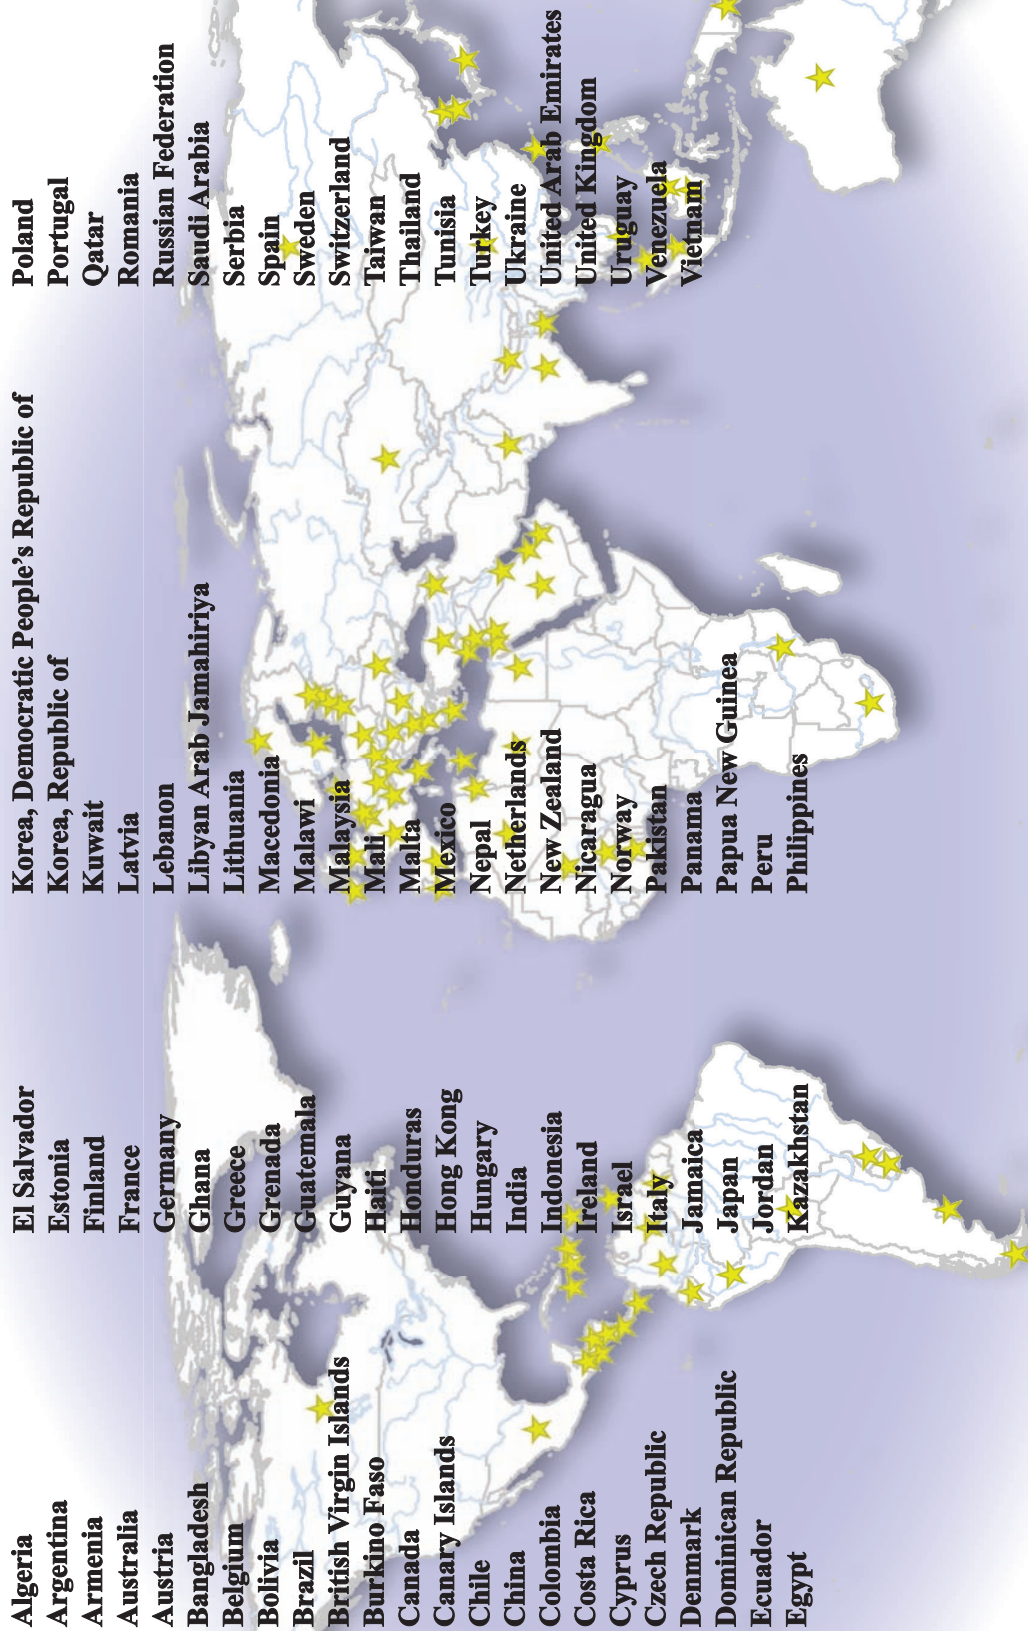 Algeria
Argentina
Armenia
Australia
Austria
Bangladesh
Belgium
Bolivia
Brazil
British Virgin Islands
Burkino Faso
Canada
Canary Islands
Chile
China
Colombia
Costa Rica
Cyprus
Czech Republic
Denmark
Dominican Republic
Ecuador
Egypt
El Salvador
Estonia
Finland
France
Germany
Ghana
Greece
Grenada
Guatemala
Guyana
Haiti
Honduras
Hong Kong
Hungary
India
Indonesia
Ireland
Israel
Italy
Jamaica
Japan
Jordan
Kazakhstan
Korea, Democratic People’s Republic of
Korea, Republic of
Kuwait
Latvia
Lebanon
Libyan Arab Jamahiriya
Lithuania
Macedonia
Malawi
Malaysia
Mali
Malta
Mexico
Nepal
Netherlands
New Zealand
Nicaragua
Norway
Pakistan
Panama
Papua New Guinea
Peru
Philippines
Poland
Portugal
Qatar
Romania
Russian Federation
Saudi Arabia
Serbia
Spain
Sweden
Switzerland
Taiwan
Thailand
Tunisia
Turkey
Ukraine
United Arab Emirates
United Kingdom
Uruguay
Venezuela
Vietnam